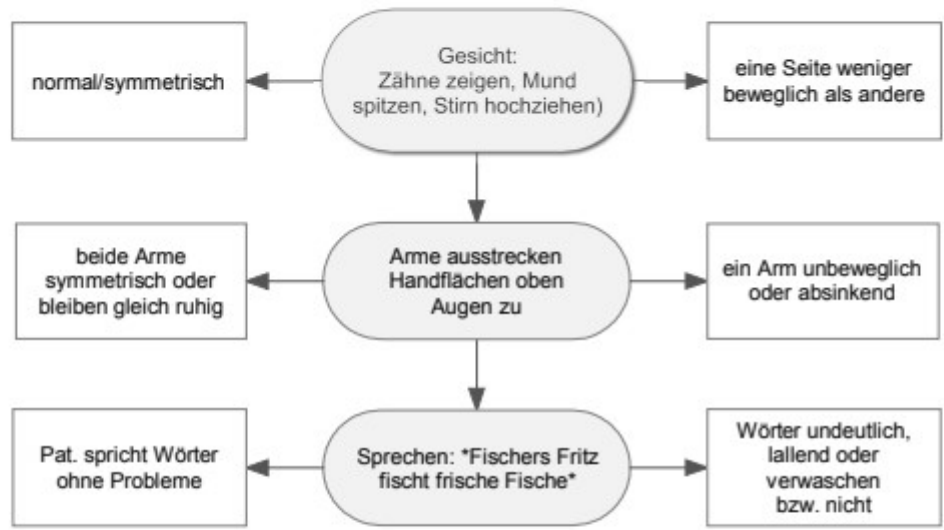 normal/symmetrisch
Gesicht:
Zähne zeigen, Mund
spitzen, Stirn hochziehen)
eine Seite weniger
beweglich als andere
beide Arme
symmetrisch oder
bleiben gleich ruhig
Arme ausstrecken
Handflächen oben
Augen zu
ein Arm unbeweglich
oder absinkend
Pat. spricht Wörter
ohne Probleme
Sprechen: *Fischers Fritz
fischt frische Fische*
Wörter undeutlich,
lallend oder
verwaschen
bzw. nicht